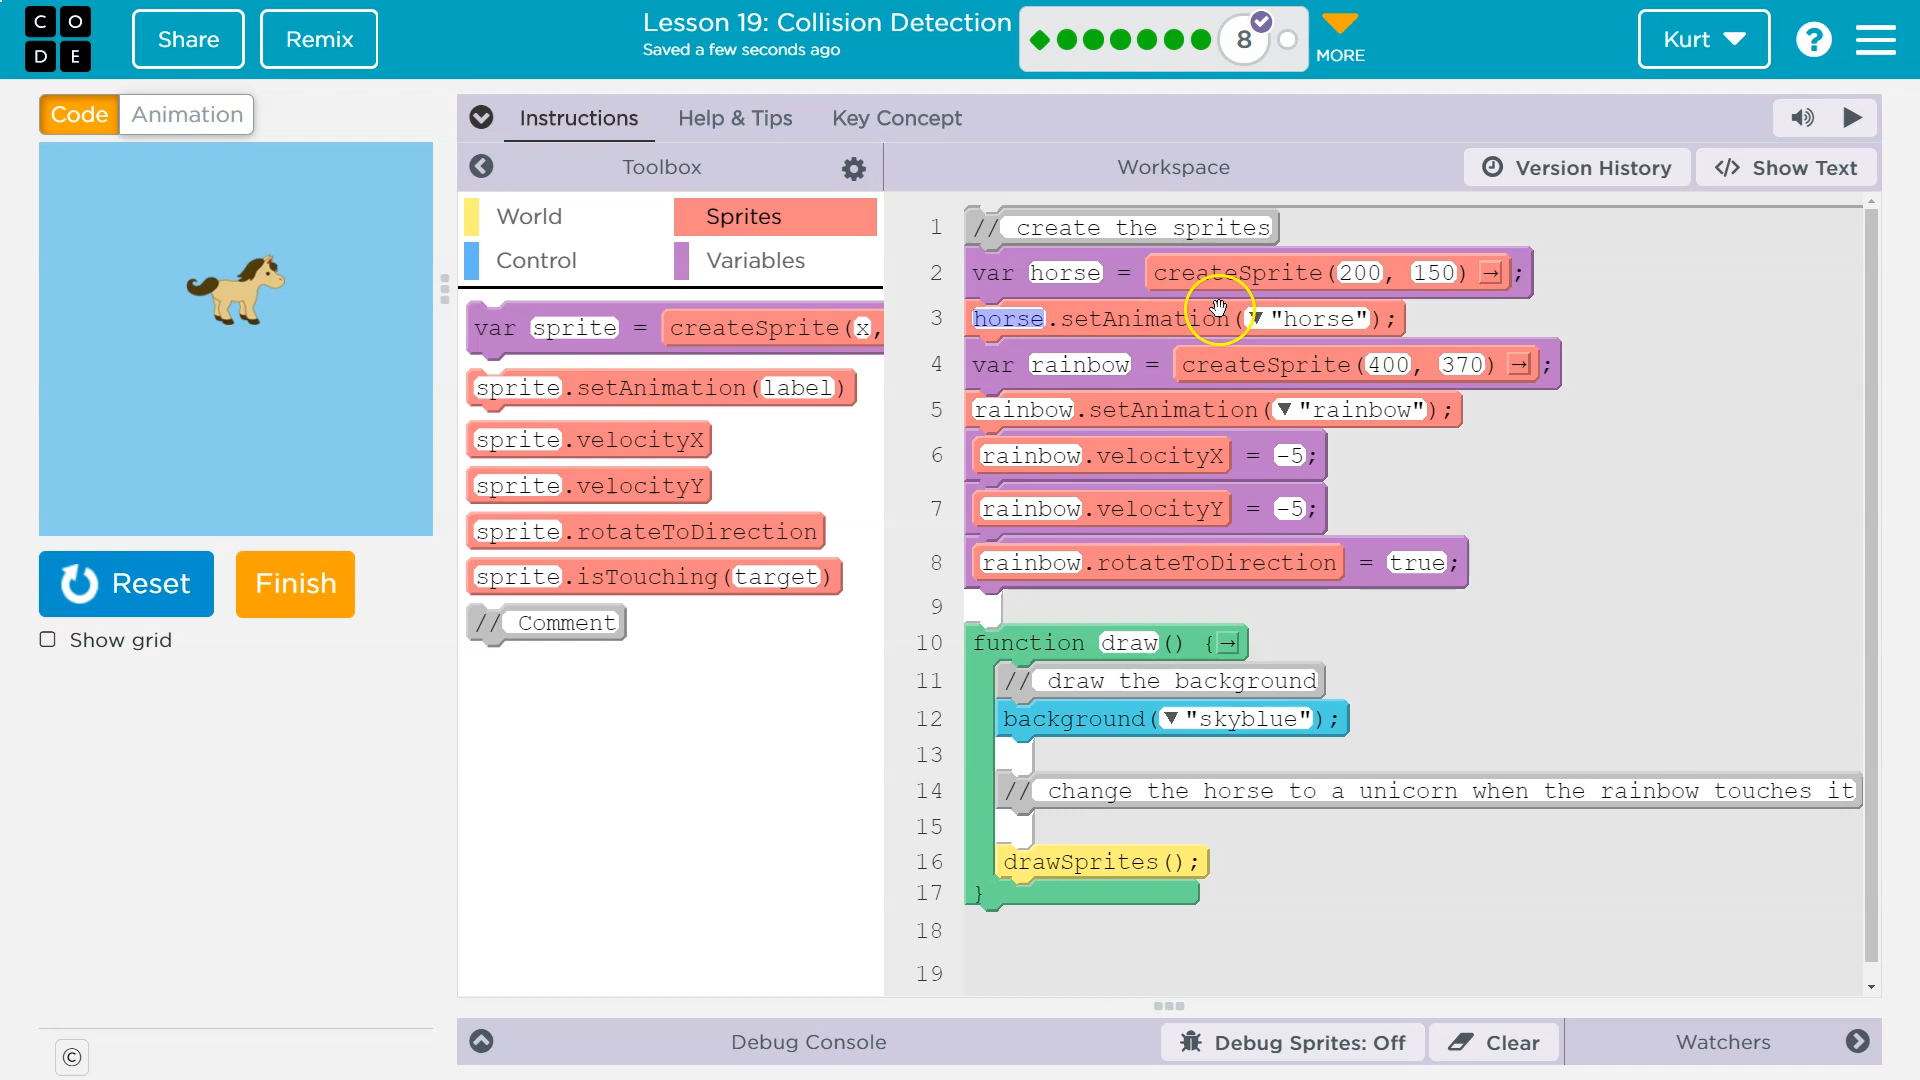 C O
D E
Share
Remix
Lesson 19: Collision Detection
Saved a few seconds ago
8
MORE
Kurt
?
Code
Animation
Instructions
Help & Tips
Key Concept
Toolbox
Workspace
Version History
</> Show Text
World
Sprites
Control
Variables
var sprite = createSprite(x,
sprite.setAnimation(label)
sprite.velocityX
sprite.velocityY
sprite.rotateToDirection
sprite.isTouching(target)
// Comment
1 // create the sprites
2 var horse = createSprite(200, 150) → ;
3 horse.setAnimation( ▼ "horse");
4 var rainbow = createSprite(400, 370) → ;
5 rainbow.setAnimation( ▼ "rainbow");
6 rainbow.velocityX = -5;
7 rainbow.velocityY = -5;
8 rainbow.rotateToDirection = true;
9
10 function draw() { →
11 // draw the background
12 background( ▼ "skyblue");
13
14 // change the horse to a unicorn when the rainbow touches it
15
16 drawSprites();
17 }
18
19
Reset
Finish
Show grid
©
Debug Console
Debug Sprites: Off
Clear
Watchers